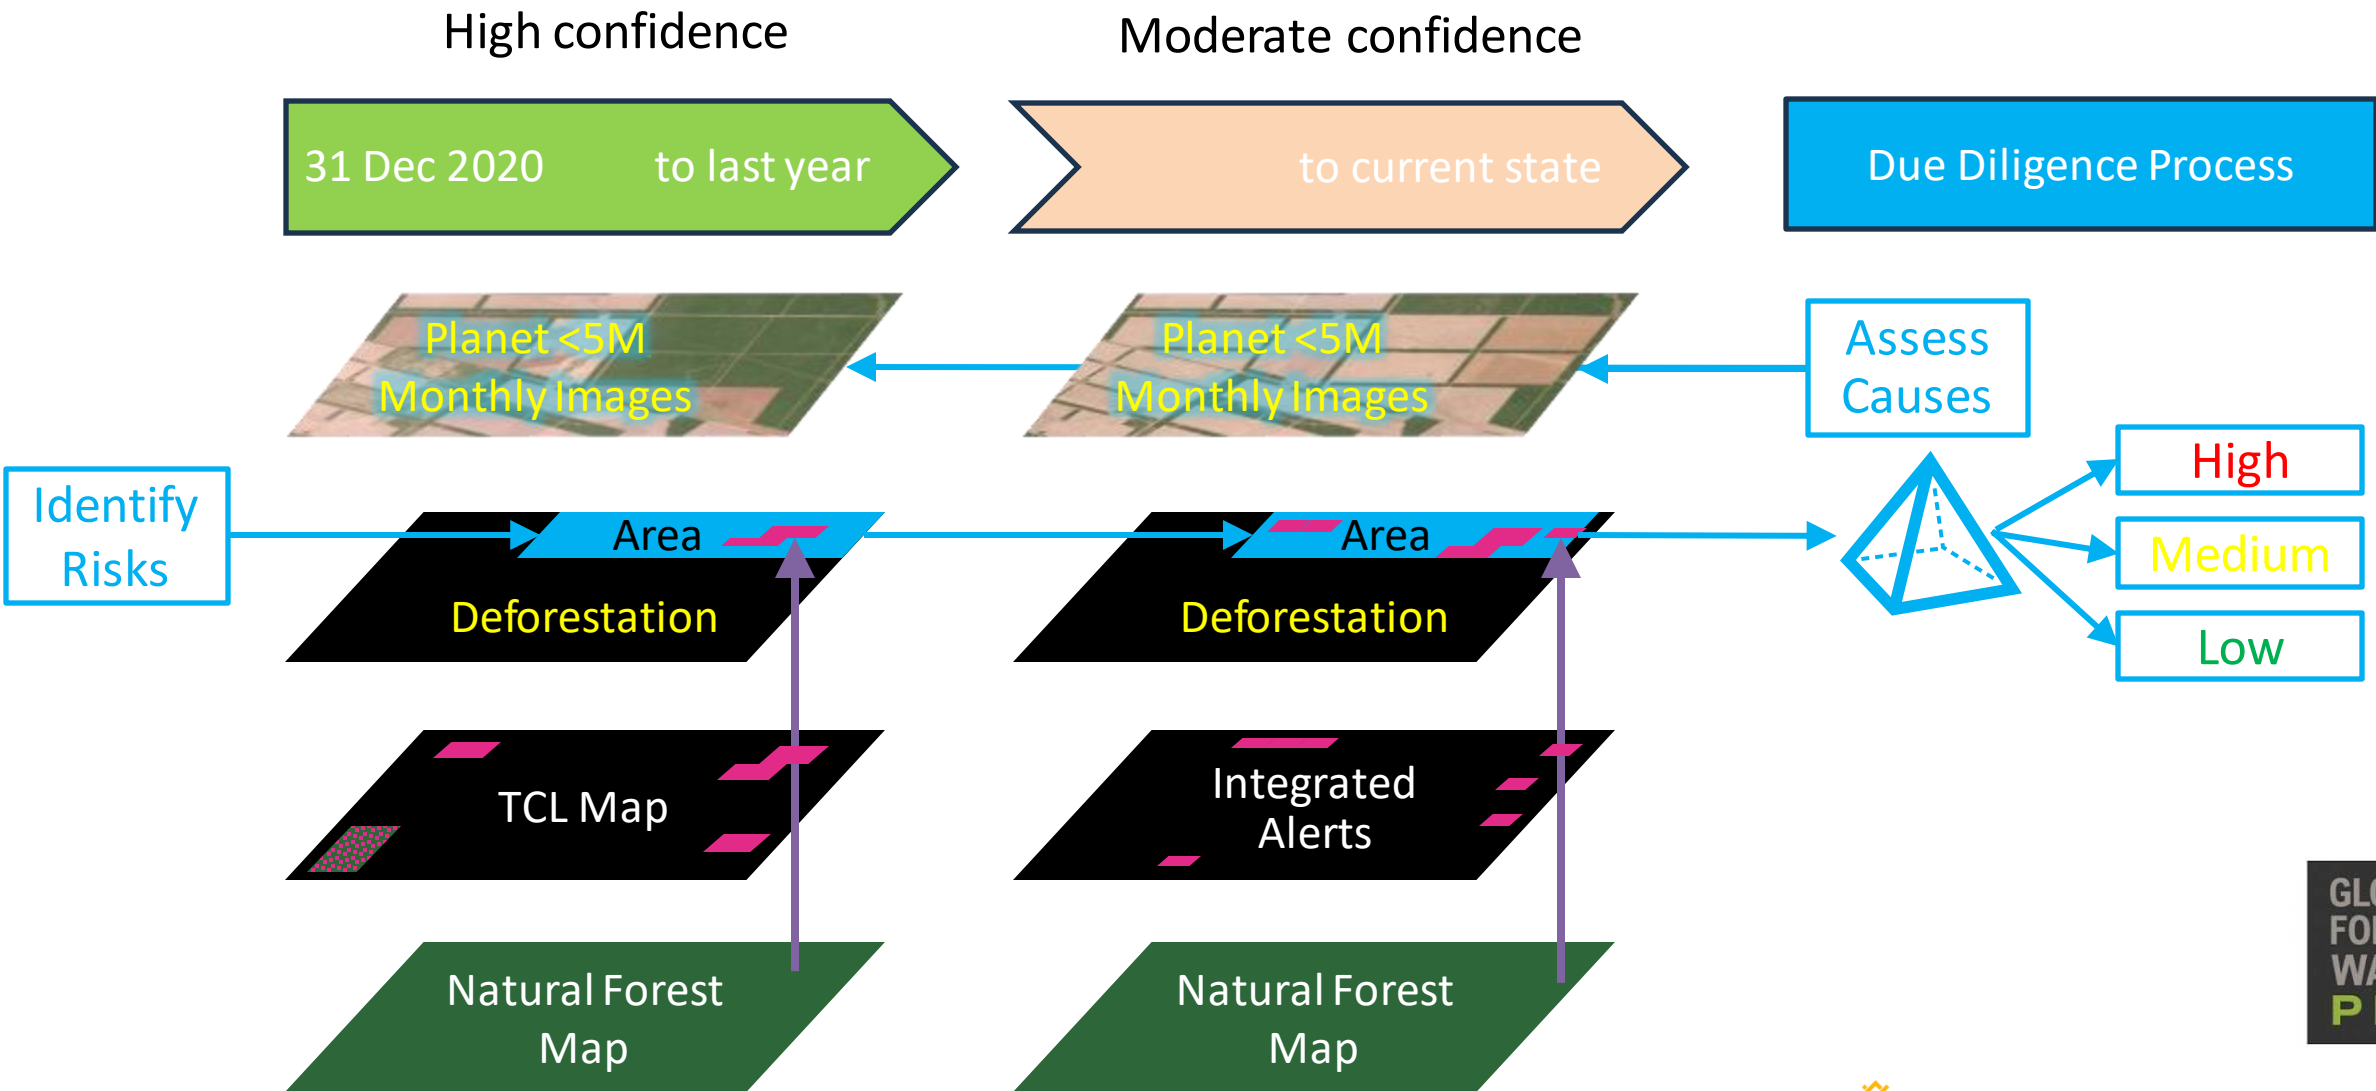 High confidence
Moderate confidence
31 Dec 2020 to last year
to current state
Due Diligence Process
Planet <5M
Monthly Images
Planet <5M
Monthly Images
Assess
Causes
Identify
Risks
Area
Deforestation
Area
Deforestation
High
Medium
Low
TCL Map
Integrated
Alerts
Natural Forest
Map
Natural Forest
Map